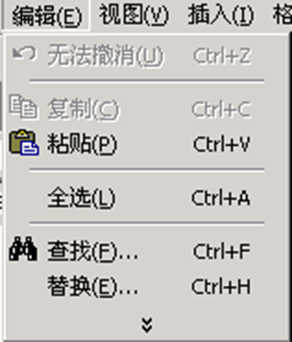 编辑(E) 视图(V) 插入(I) 格
无法撤消(U) Ctrl+Z
复制(C) Ctrl+C
粘贴(P) Ctrl+V
全选(L) Ctrl+A
查找(F)... Ctrl+F
替换(E)... Ctrl+H